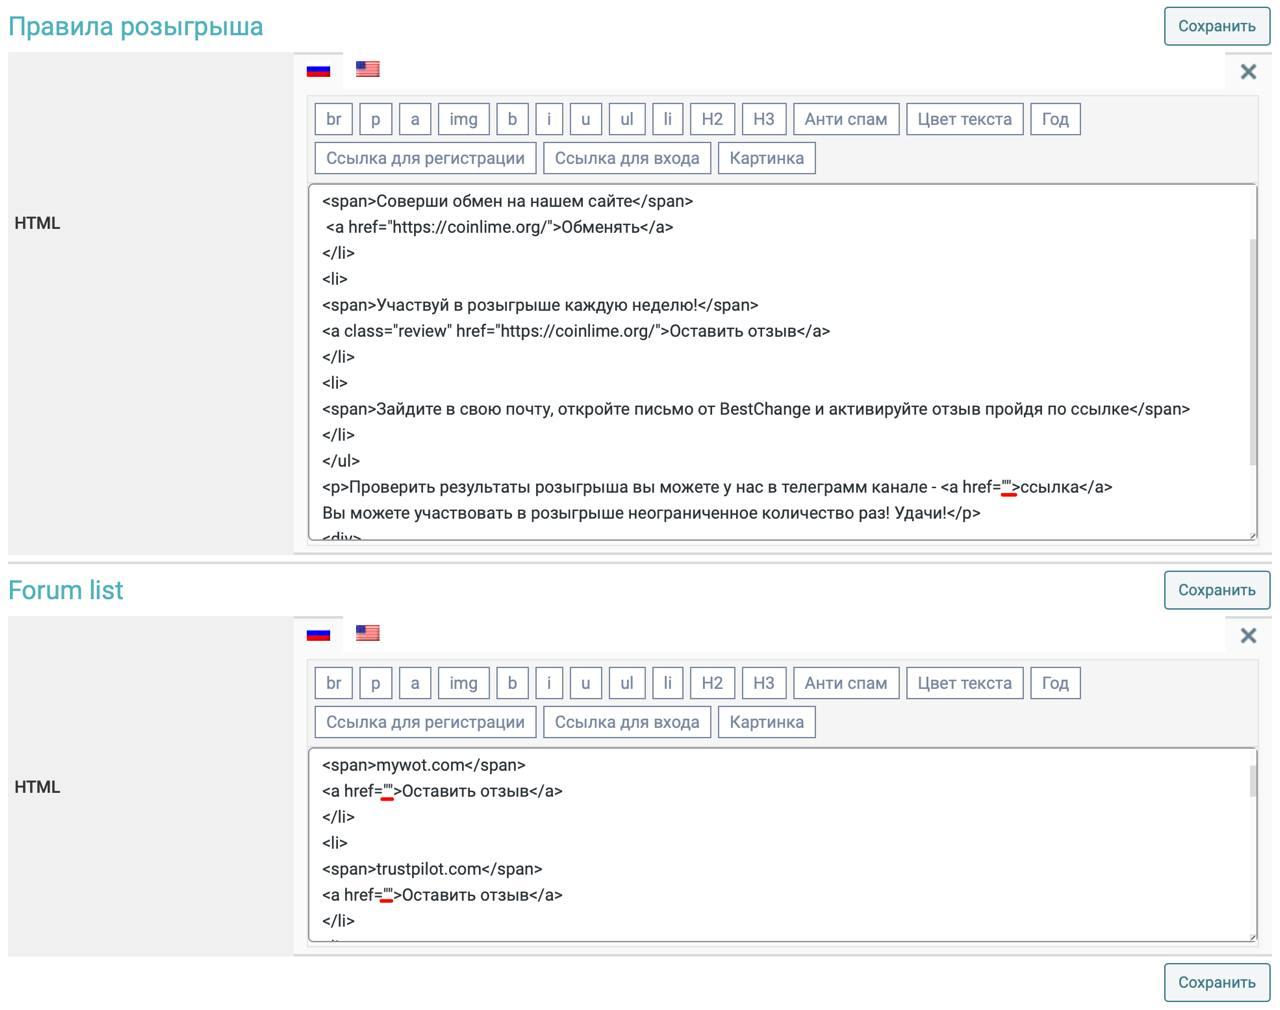 Правила розыгрыша
Сохранить
br p a img b i u ul li H2 H3 Анти спам Цвет текста Год
Ссылка для регистрации Ссылка для входа Картинка
HTML
<span>Соверши обмен на нашем сайте</span>
<a href="https://coinlime.org/">Обменять</a>
</li>
<li>
<span>Участвуй в розыгрыше каждую неделю!</span>
<a class="review" href="https://coinlime.org/">Оставить отзыв</a>
</li>
<li>
<span>Зайдите в свою почту, откройте письмо от BestChange и активируйте отзыв пройдя по ссылке</span>
</li>
</ul>
<p>Проверить результаты розыгрыша вы можете у нас в телеграмм канале - <a href="">ссылка</a>
Вы можете участвовать в розыгрыше неограниченное количество раз! Удачи!</p>
<div>
Forum list
Сохранить
br p a img b i u ul li H2 H3 Анти спам Цвет текста Год
Ссылка для регистрации Ссылка для входа Картинка
HTML
<span>mywot.com</span>
<a href="">Оставить отзыв</a>
</li>
<li>
<span>trustpilot.com</span>
<a href="">Оставить отзыв</a>
</li>
Сохранить